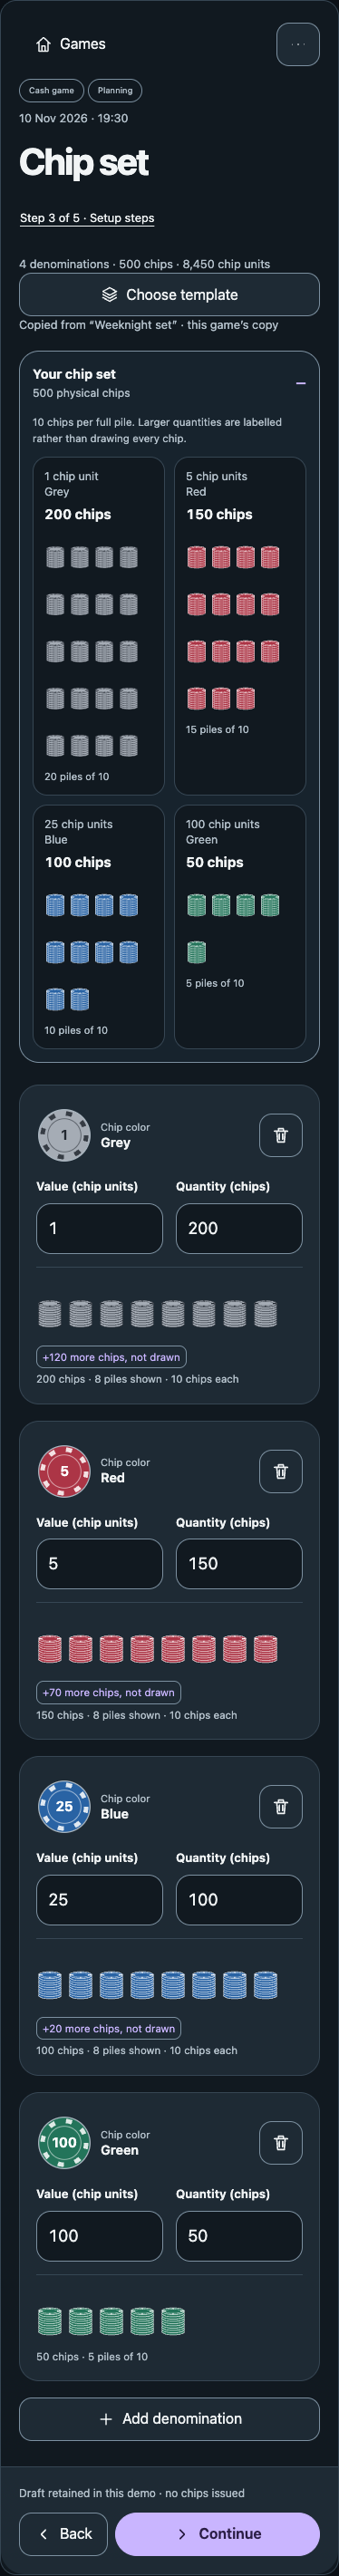 Games
Cash game
Planning
10 Nov 2026 · 19:30
Chip set
Step 3 of 5 · Setup steps
4 denominations · 500 chips · 8,450 chip units
Choose template
Copied from “Weeknight set” · this game’s copy
Your chip set
500 physical chips
10 chips per full pile. Larger quantities are labelled
rather than drawing every chip.
1 chip unit
Grey
200 chips
20 piles of 10
5 chip units
Red
150 chips
15 piles of 10
25 chip units
Blue
100 chips
10 piles of 10
100 chip units
Green
50 chips
5 piles of 10
1
Chip color
Grey
Value (chip units)
Quantity (chips)
1
200
+120 more chips, not drawn
200 chips · 8 piles shown · 10 chips each
5
Chip color
Red
Value (chip units)
Quantity (chips)
5
150
+70 more chips, not drawn
150 chips · 8 piles shown · 10 chips each
25
Chip color
Blue
Value (chip units)
Quantity (chips)
25
100
+20 more chips, not drawn
100 chips · 8 piles shown · 10 chips each
100
Chip color
Green
Value (chip units)
Quantity (chips)
100
50
50 chips · 5 piles of 10
Add denomination
Draft retained in this demo · no chips issued
Back
Continue